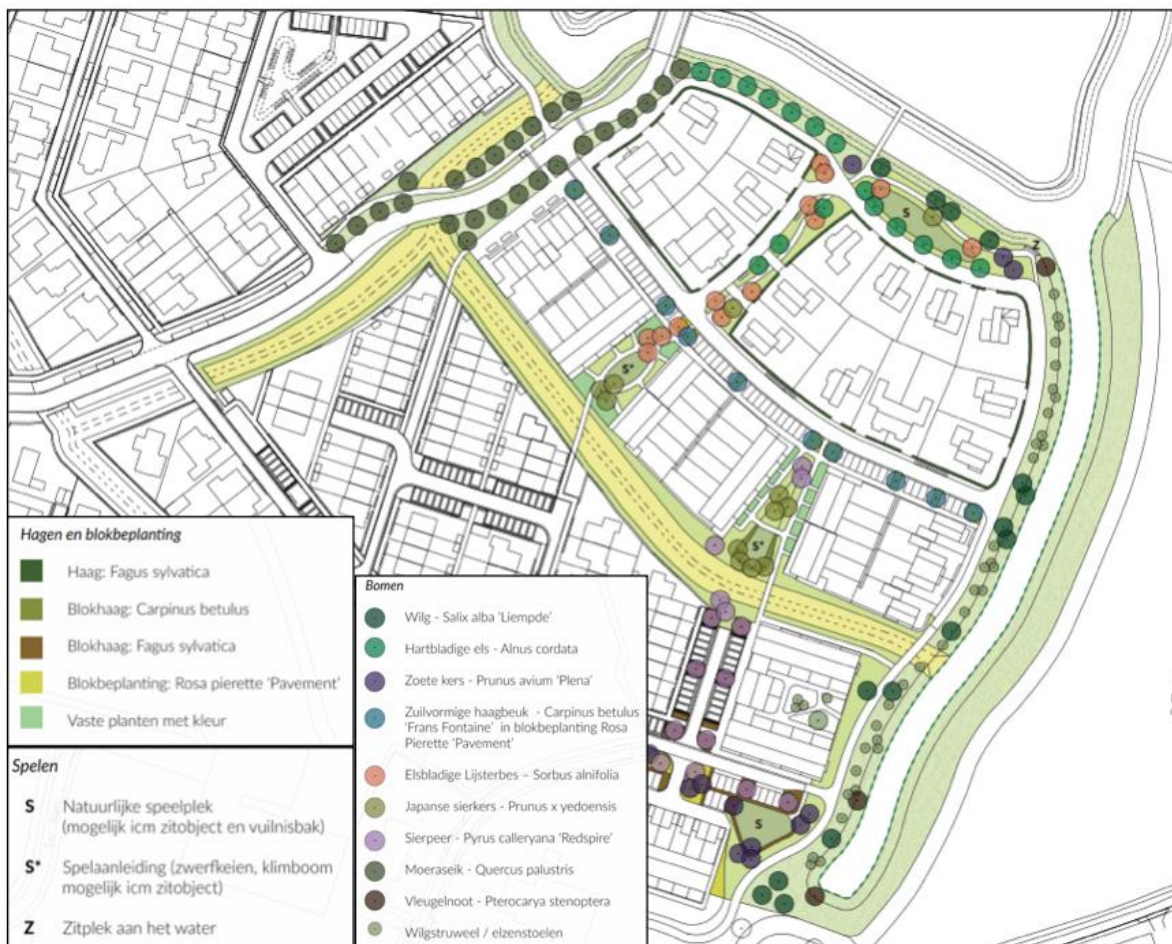 S
Z
S*
S*
S
Hagen en blokbeplanting
Haag: Fagus sylvatica
Blokhaag: Carpinus betulus
Blokhaag: Fagus sylvatica
Blokbeplanting: Rosa pierette 'Pavement'
Vaste planten met kleur
Spelen
S Natuurlijke speelplek
(mogelijk icm zitobject en vuilnisbak)
S* Spelaanleiding (zwerfkeien, klimboom
mogelijk icm zitobject)
Z Zitplek aan het water
Bomen
Wilg - Salix alba 'Liempde'
Hartbladige els - Alnus cordata
Zoete kers - Prunus avium 'Plena'
Zuilvormige haagbeuk - Carpinus betulus
'Frans Fontaine' in blokbeplanting Rosa
Pierette 'Pavement'
Elsbladige Lijsterbes – Sorbus alnifolia
Japanse sierkers - Prunus x yedoensis
Sierpeer - Pyrus calleryana 'Redspire'
Moeraseik - Quercus palustris
Vleugelnoot - Pterocarya stenoptera
Wilgstruweel / elzenstoelen